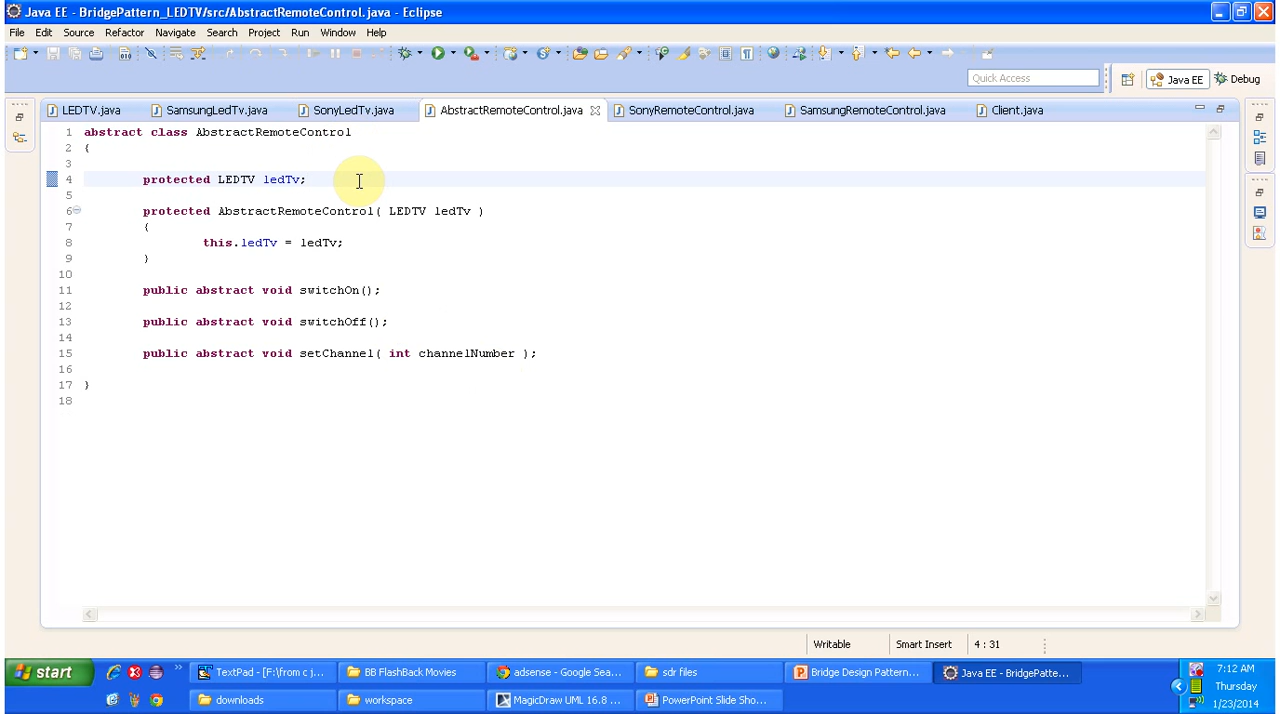 Java EE - BridgePattern_LEDTV/src/AbstractRemoteControl.java - Eclipse
File Edit Source Refactor Navigate Search Project Run Window Help
Quick Access
Java EE
Debug
LEDTV.java
SamsungLedTv.java
SonyLedTv.java
AbstractRemoteControl.java
SonyRemoteControl.java
SamsungRemoteControl.java
Client.java
1 abstract class AbstractRemoteControl
2 {
3
4 protected LEDTV ledTv;
5
6 protected AbstractRemoteControl( LEDTV ledTv )
7 {
8 this.ledTv = ledTv;
9 }
10
11 public abstract void switchOn();
12
13 public abstract void switchOff();
14
15 public abstract void setChannel( int channelNumber );
16
17 }
18
Writable
Smart Insert
4 : 31
start
TextPad - [F:\from c j...
BB FlashBack Movies
adsense - Google Sea...
sdr files
Bridge Design Pattern...
Java EE - BridgePatte...
7:12 AM
downloads
workspace
MagicDraw UML 16.8 ...
PowerPoint Slide Sho...
Thursday
1/23/2014